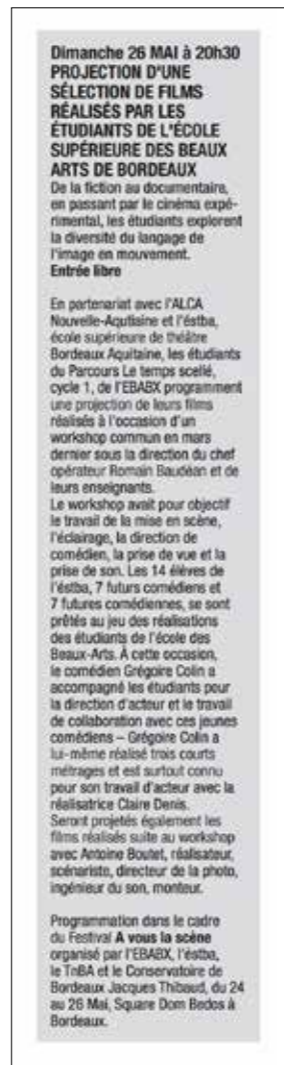 Dimanche 26 MAI à 20h30
PROJECTION D'UNE
SÉLECTION DE FILMS
RÉALISÉS PAR LES
ÉTUDIANTS DE L'ÉCOLE
SUPÉRIEURE DES BEAUX
ARTS DE BORDEAUX
De la fiction au documentaire,
en passant par le cinéma expé-
rimental, les étudiants explorent
la diversité du langage de
l'image en mouvement.
Entrée libre
En partenariat avec l'ALCA
Nouvelle-Aqutiaine et l'éstba,
école supérieure de théâtre
Bordeaux Aquitaine, les étudiants
du Parcours Le temps scellé,
cycle 1, de l'EBABX programment
une projection de leurs films
réalisés à l'occasion d'un
workshop commun en mars
dernier sous la direction du chef
opérateur Romain Baudéan et de
leurs enseignants.
Le workshop avait pour objectif
le travail de la mise en scène,
l'éclairage, la direction de
comédien, la prise de vue et la
prise de son. Les 14 élèves de
l'éstba, 7 futurs comédiens et
7 futures comédiennes, se sont
prêtés au jeu des réalisations
des étudiants de l'école des
Beaux-Arts. À cette occasion,
le comédien Grégoire Colin a
accompagné les étudiants pour
la direction d'acteur et le travail
de collaboration avec ces jeunes
comédiens – Grégoire Colin a
lui-même réalisé trois courts
métrages et est surtout connu
pour son travail d'acteur avec la
réalisatrice Claire Denis.
Seront projetés également les
films réalisés suite au workshop
avec Antoine Boutet, réalisateur,
scénariste, directeur de la photo,
ingénieur du son, monteur.
Programmation dans le cadre
du Festival A vous la scène
organisé par l'EBABX, l'éstba,
le TnBA et le Conservatoire de
Bordeaux Jacques Thibaud, du 24
au 26 Mai, Square Dom Bedos à
Bordeaux.